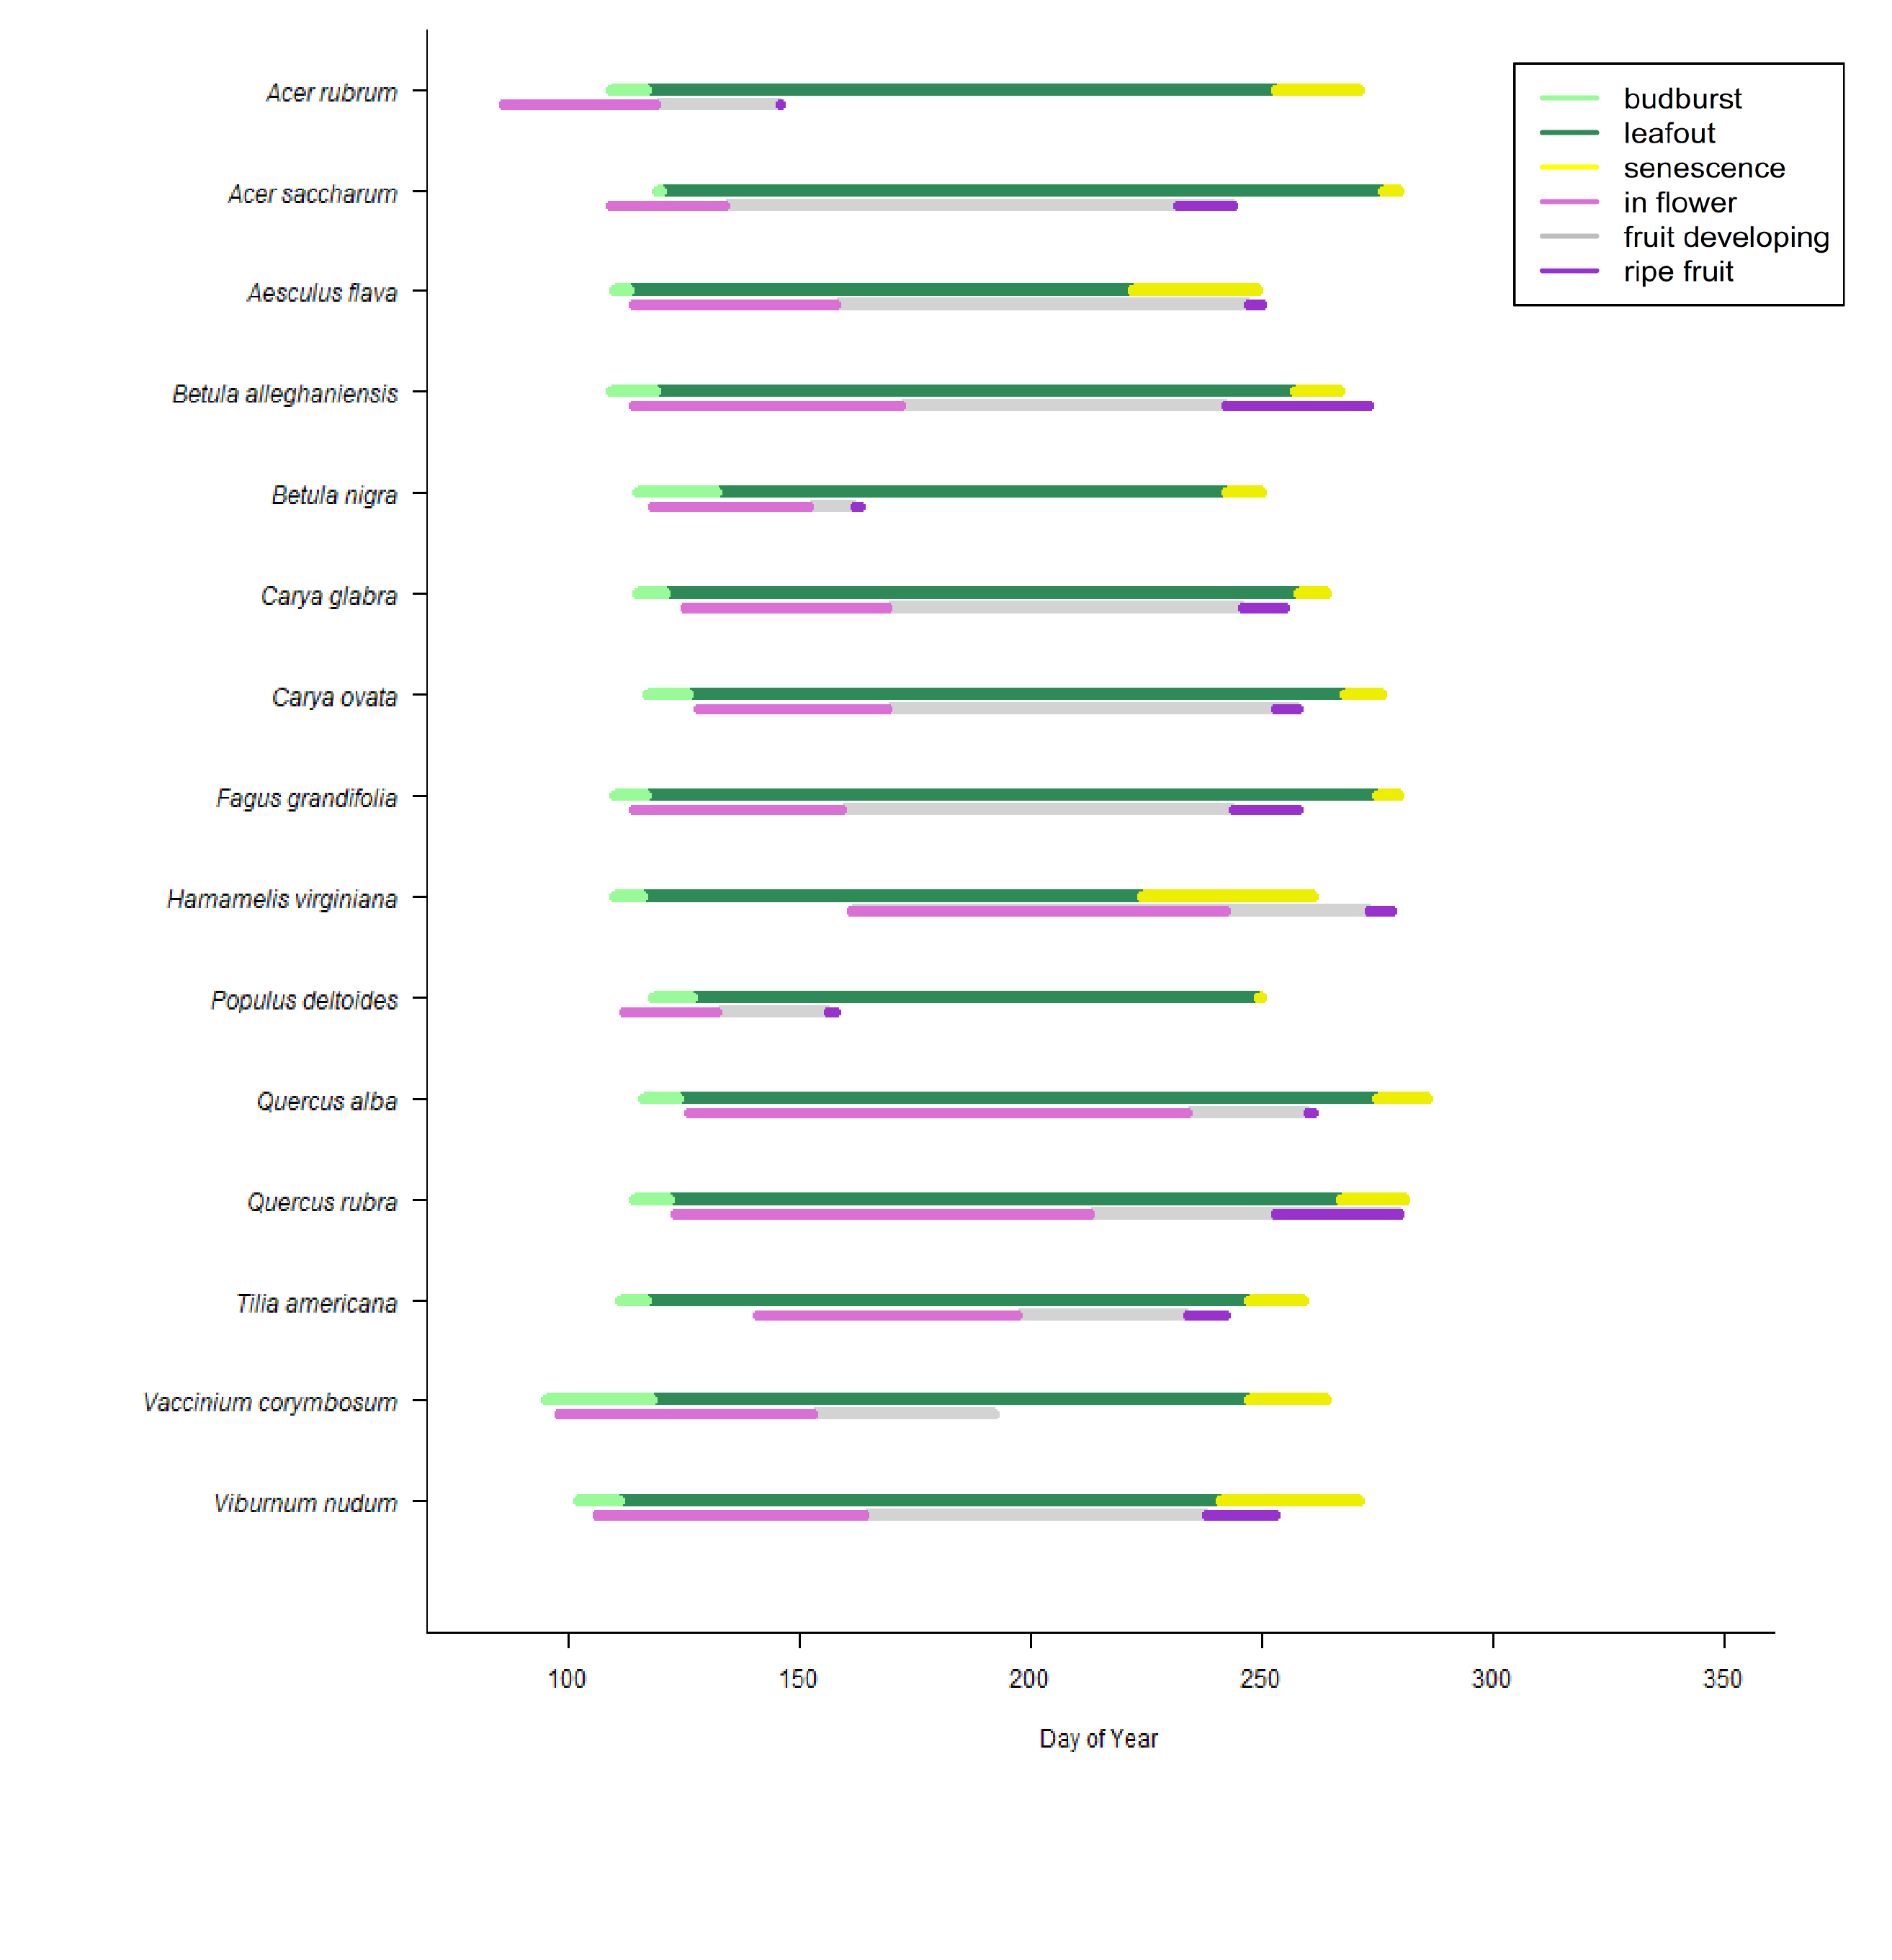 Acer rubrum
Acer saccharum
Aesculus flava
Betula alleghaniensis
Betula nigra
Carya glabra
Carya ovata
Fagus grandifolia
Hamamelis virginiana
Populus deltoides
Quercus alba
Quercus rubra
Tilia americana
Vaccinium corymbosum
Viburnum nudum
budburst
leafout
senescence
in flower
fruit developing
ripe fruit
100 150 200 250 300 350
Day of Year